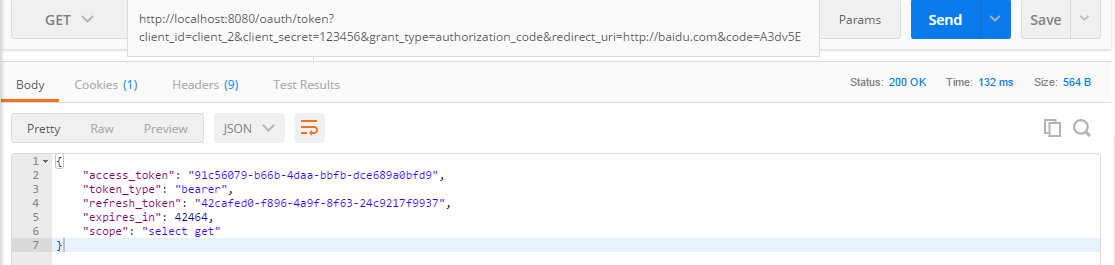 GET
http://localhost:8080/oauth/token?
client_id=client_2&client_secret=123456&grant_type=authorization_code&redirect_uri=http://baidu.com&code=A3dv5E
Params
Send
Save
Body
Cookies (1)
Headers (9)
Test Results
Status: 200 OK
Time: 132 ms
Size: 564 B
Pretty
Raw
Preview
JSON
1 {
2 "access_token": "91c56079-b66b-4daa-bbfb-dce689a0bfd9",
3 "token_type": "bearer",
4 "refresh_token": "42cafed0-f896-4a9f-8f63-24c9217f9937",
5 "expires_in": 42464,
6 "scope": "select get"
7 }